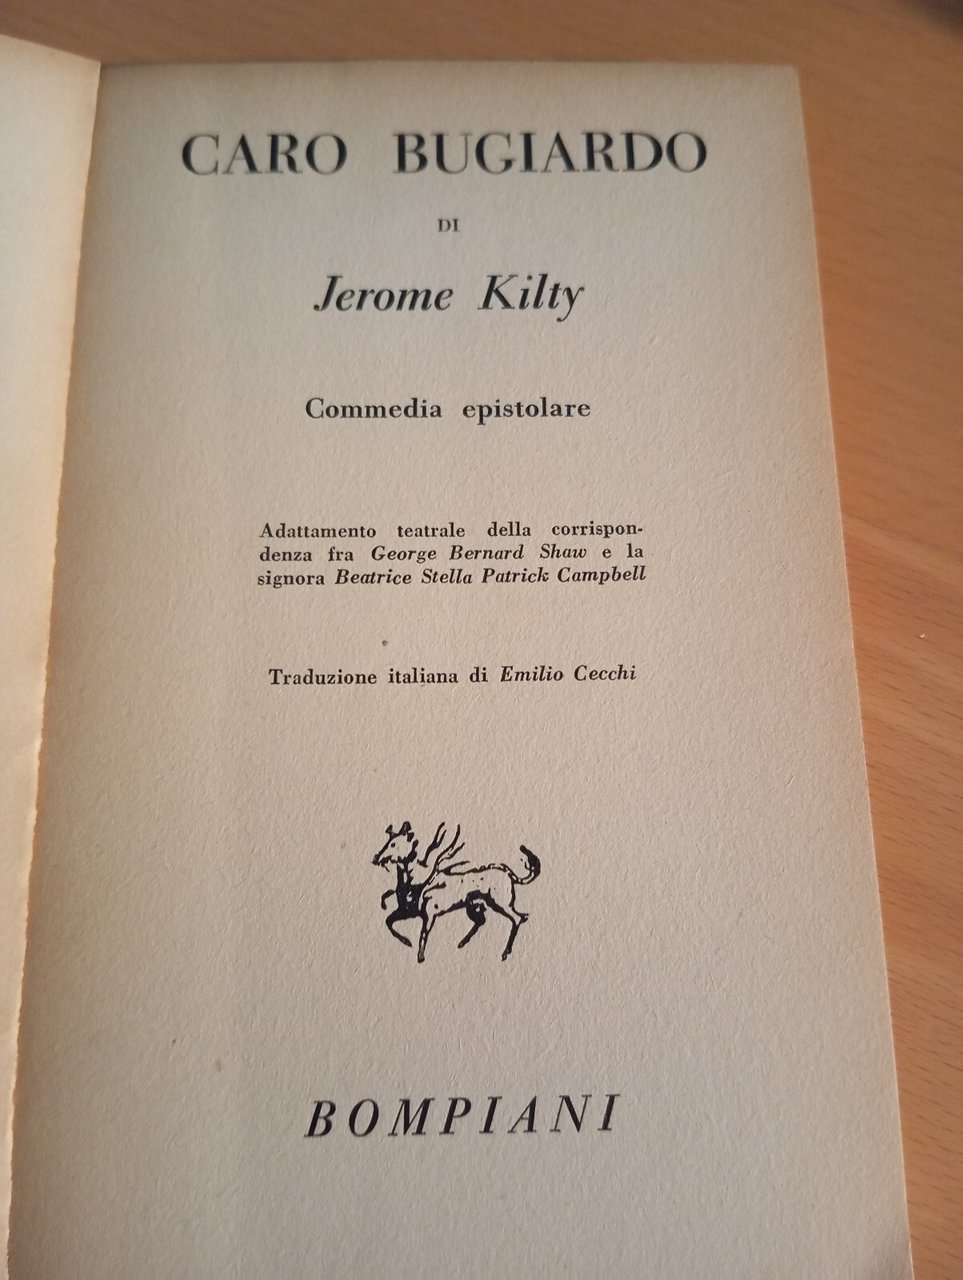 CARO BUGIARDO
DI
Jerome Kilty
Commedia epistolare
Adattamento teatrale della corrispon-
denza fra George Bernard Shaw e la
signora Beatrice Stella Patrick Campbell
Traduzione italiana di Emilio Cecchi
BOMPIANI